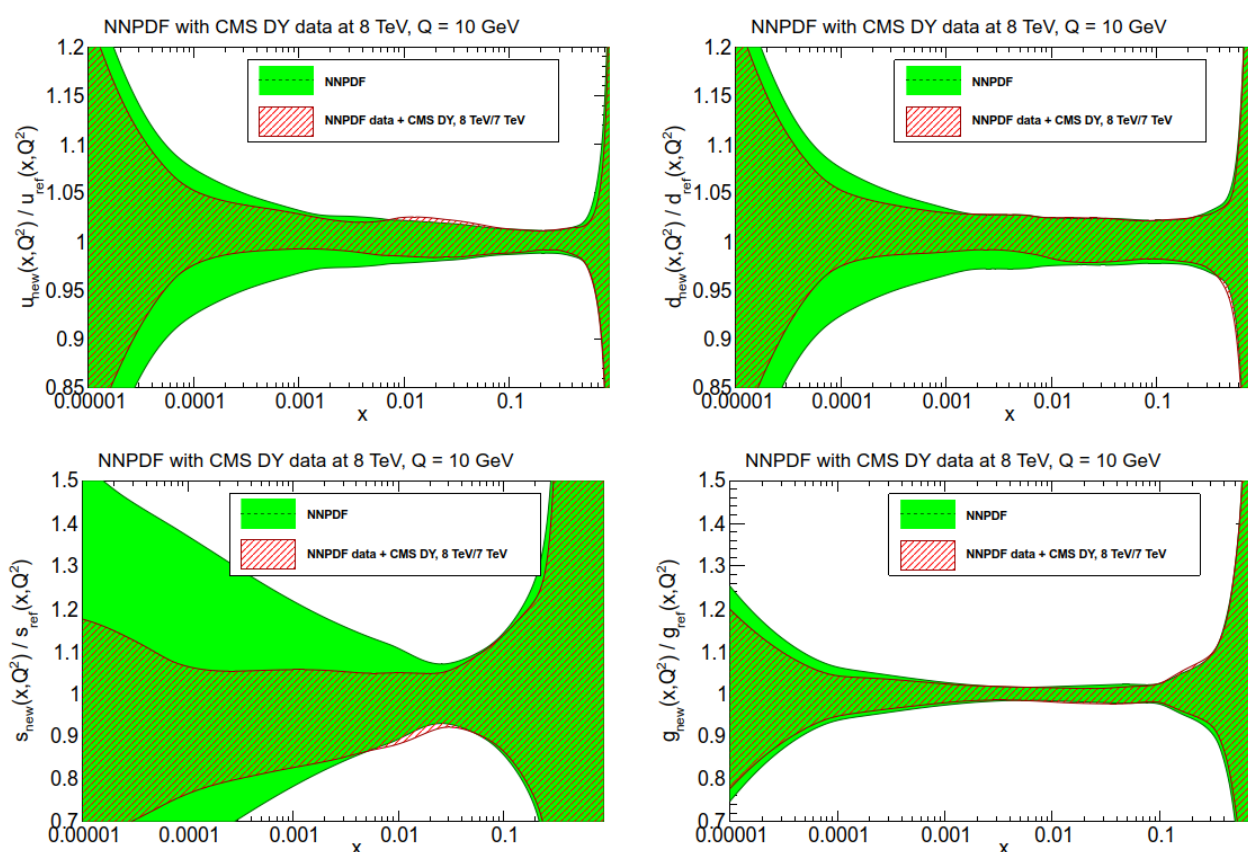 NNPDF with CMS DY data at 8 TeV, Q = 10 GeV
u_new(x,Q²) / u_ref(x,Q²)
1.2
1.15
1.1
1.05
1
0.95
0.9
0.85
NNPDF
NNPDF data + CMS DY, 8 TeV/7 TeV
0.00001 0.0001 0.001 0.01 0.1
x
NNPDF with CMS DY data at 8 TeV, Q = 10 GeV
d_new(x,Q²) / d_ref(x,Q²)
1.2
1.15
1.1
1.05
1
0.95
0.9
0.85
NNPDF
NNPDF data + CMS DY, 8 TeV/7 TeV
0.00001 0.0001 0.001 0.01 0.1
x
NNPDF with CMS DY data at 8 TeV, Q = 10 GeV
s_new(x,Q²) / s_ref(x,Q²)
1.5
1.4
1.3
1.2
1.1
1
0.9
0.8
0.7
NNPDF
NNPDF data + CMS DY, 8 TeV/7 TeV
0.00001 0.0001 0.001 0.01 0.1
x
NNPDF with CMS DY data at 8 TeV, Q = 10 GeV
g_new(x,Q²) / g_ref(x,Q²)
1.5
1.4
1.3
1.2
1.1
1
0.9
0.8
0.7
NNPDF
NNPDF data + CMS DY, 8 TeV/7 TeV
0.00001 0.0001 0.001 0.01 0.1
x